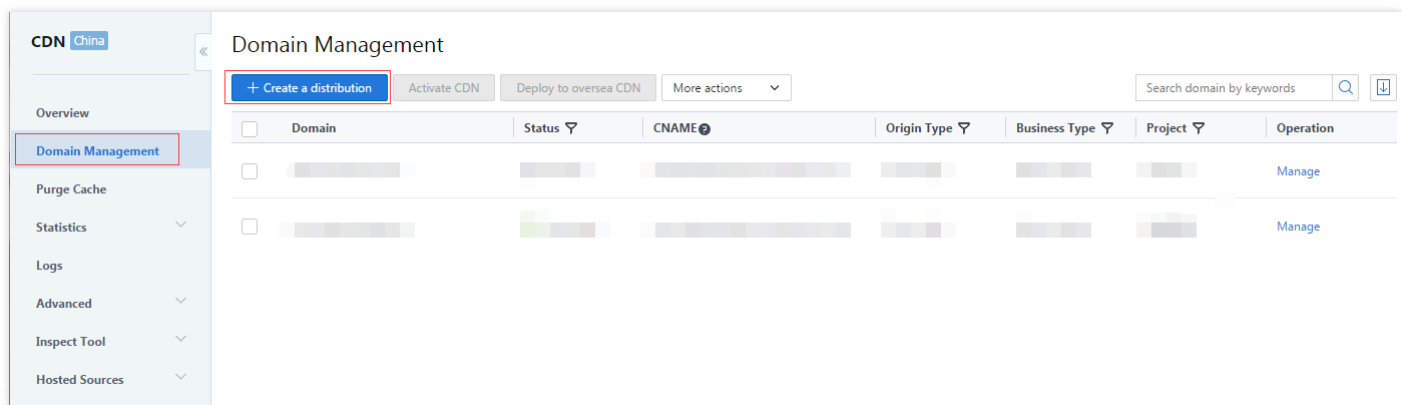 CDN China
Domain Management
+ Create a distribution Activate CDN Deploy to oversea CDN More actions Search domain by keywords
Overview
Domain Management
Purge Cache
Statistics
Logs
Advanced
Inspect Tool
Hosted Sources
Domain Status CNAME Origin Type Business Type Project Operation
Manage
Manage